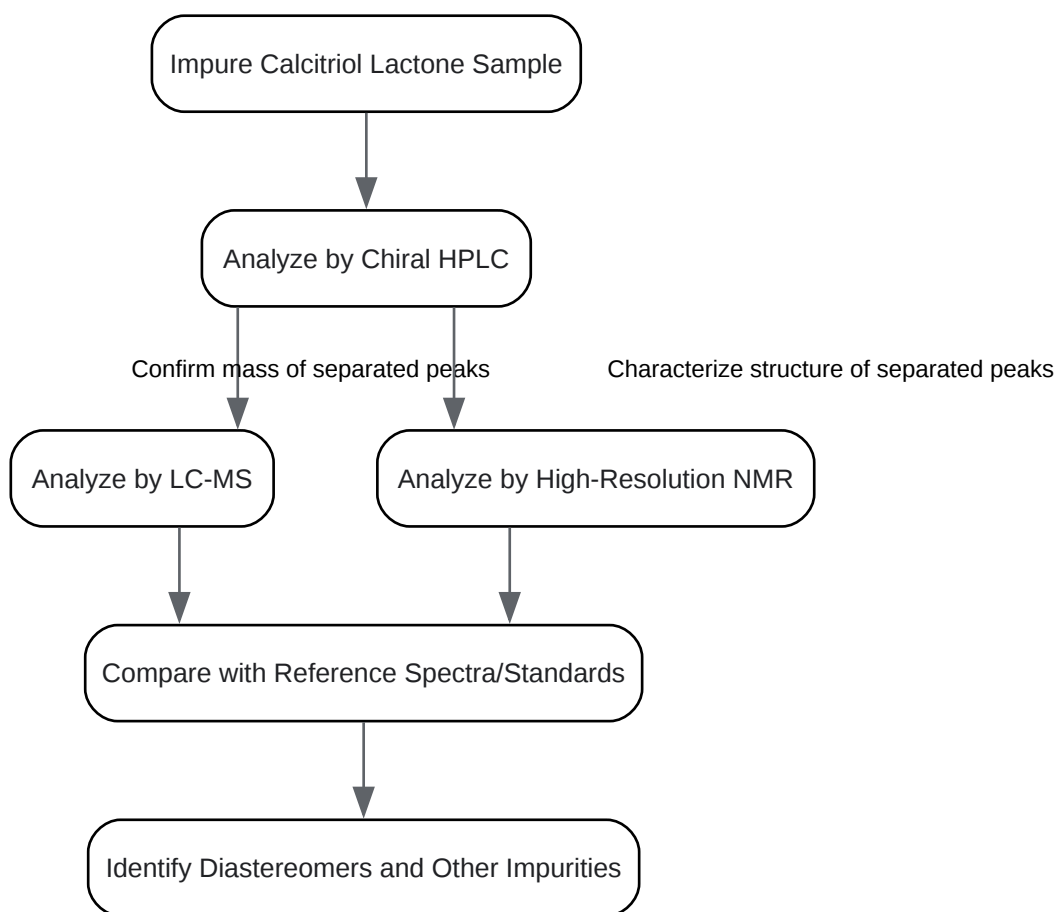 Impure Calcitriol Lactone Sample
Analyze by Chiral HPLC
Confirm mass of separated peaks
Characterize structure of separated peaks
Analyze by LC-MS
Analyze by High-Resolution NMR
Compare with Reference Spectra/Standards
Identify Diastereomers and Other Impurities